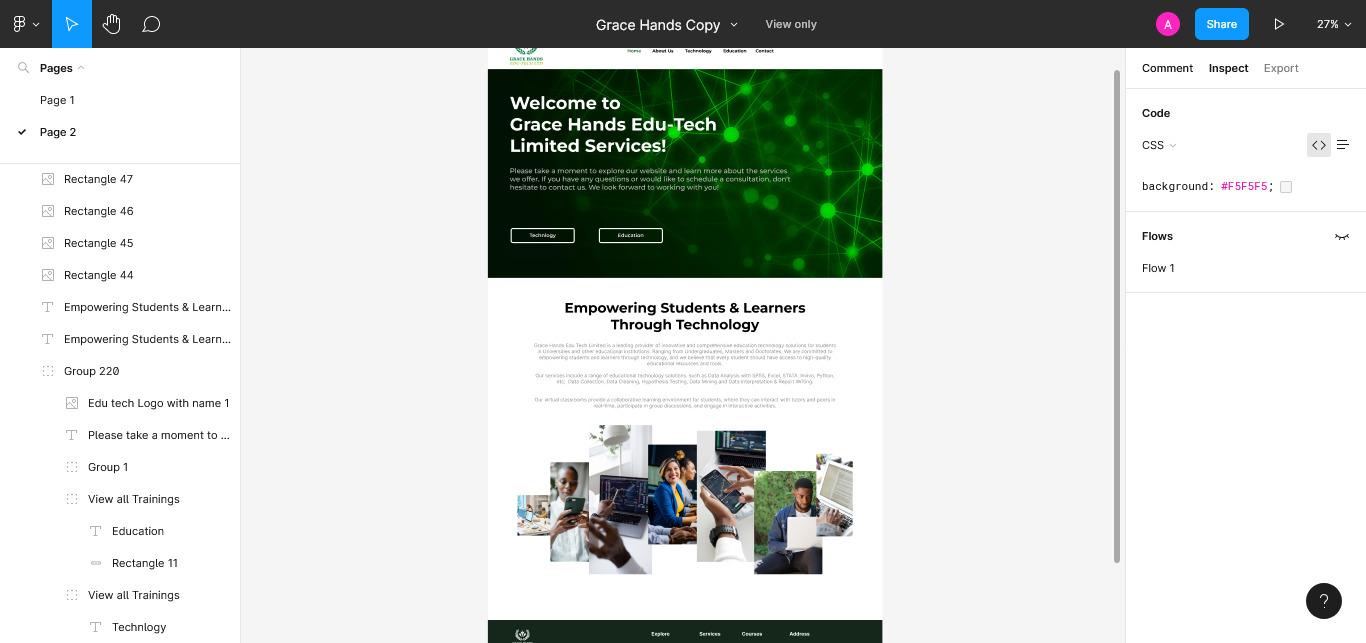 Grace Hands Copy
View only
A
Share
27%
Pages
Page 1
Page 2
Rectangle 47
Rectangle 46
Rectangle 45
Rectangle 44
Empowering Students & Learn...
Empowering Students & Learn...
Group 220
Edu tech Logo with name 1
Please take a moment to ...
Group 1
View all Trainings
Education
Rectangle 11
View all Trainings
Technlogy
GRACE HANDS
EDU-TECH LTD
Home About Us Technology Education Contact
Welcome to
Grace Hands Edu-Tech
Limited Services!
Please take a moment to explore our website and learn more about the services
we offer. If you have any questions or would like to schedule a consultation, don't
hesitate to contact us. We look forward to working with you!
Technlogy Education
Empowering Students & Learners
Through Technology
Grace Hands Edu Tech Limited is a leading provider of innovative and comprehensive education technology solutions for students
in Universities and other educational institutions. Ranging from Undergraduates, Masters and Doctorates. We are committed to
empowering students and learners through technology, and we believe that every student should have access to high-quality
educational resources and tools.
Our services include a range of educational technology solutions, such as Data Analysis with SPSS, Excel, STATA, Nvivo, Python,
etc; Data Collection, Data Cleaning, Hypothesis Testing, Data Mining and Data Interpretation & Report Writing.
Our virtual classrooms provide a collaborative learning environment for students, where they can interact with tutors and peers in
real-time, participate in group discussions, and engage in interactive activities.
Explore Services Courses Address
Comment Inspect Export
Code
CSS
background: #F5F5F5;
Flows
Flow 1
?